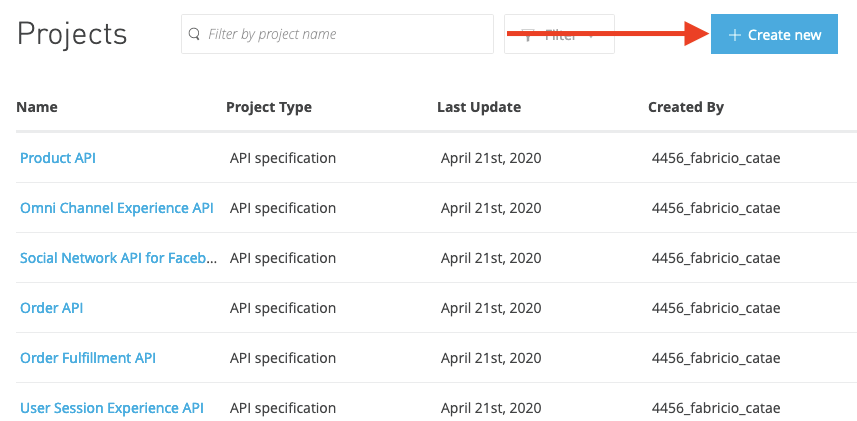 Projects
Filter by project name
Filter
+ Create new
Name Project Type Last Update Created By
Product API API specification April 21st, 2020 4456_fabricio_catae
Omni Channel Experience API API specification April 21st, 2020 4456_fabricio_catae
Social Network API for Faceb... API specification April 21st, 2020 4456_fabricio_catae
Order API API specification April 21st, 2020 4456_fabricio_catae
Order Fulfillment API API specification April 21st, 2020 4456_fabricio_catae
User Session Experience API API specification April 21st, 2020 4456_fabricio_catae